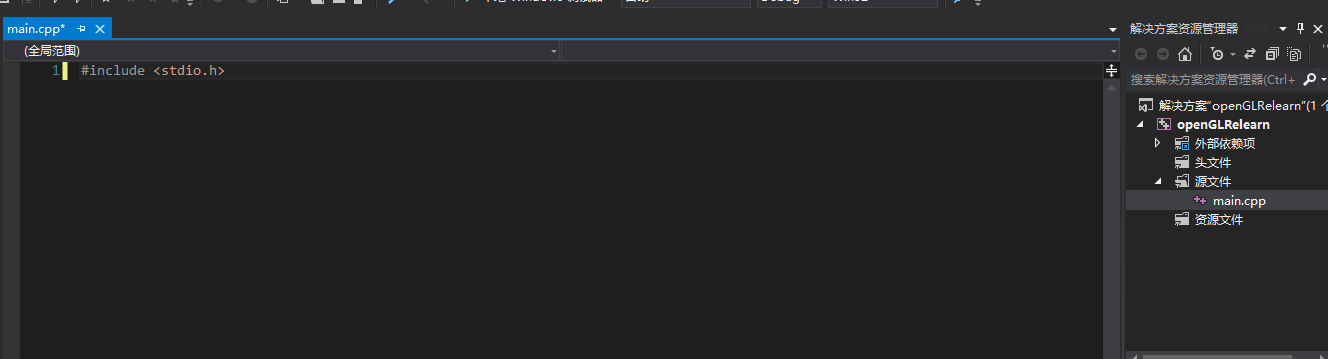 main.cpp*
(全局范围)
1 #include <stdio.h>
解决方案资源管理器
搜索解决方案资源管理器(Ctrl+
解决方案"openGLRelearn"(1 个
openGLRelearn
外部依赖项
头文件
源文件
main.cpp
资源文件